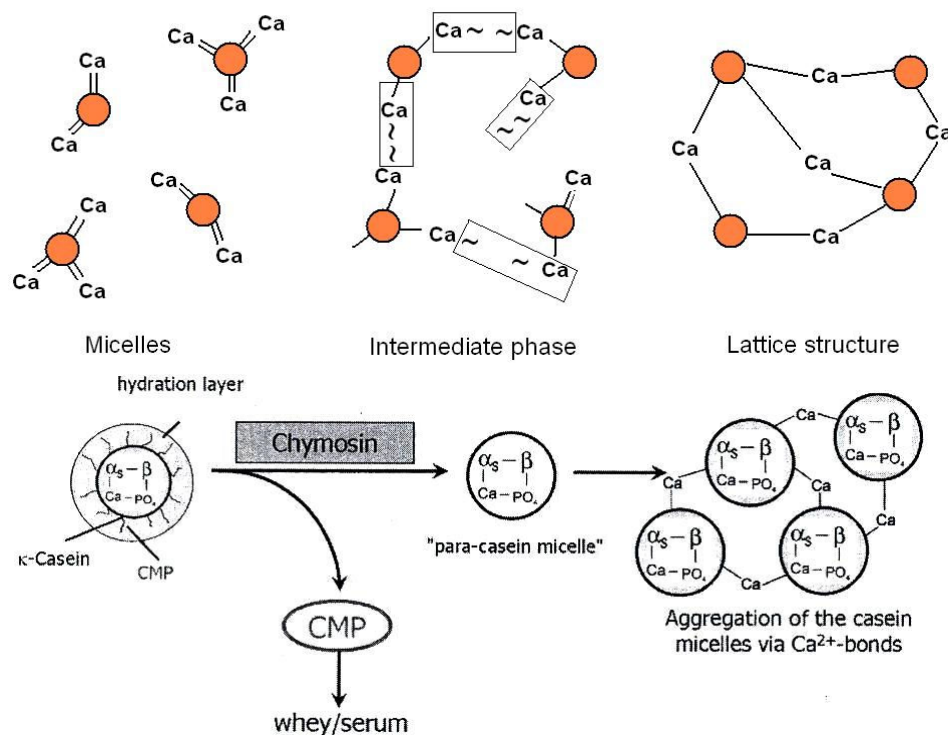 Ca
Ca
Ca
Ca
Ca
Ca
Ca
Ca
Ca
Ca
Ca
Ca ~ ~ Ca
Ca ~ ~
Ca ~ ~
Ca
Ca
Ca ~ ~ Ca
Ca
Ca
Ca
Ca
Ca
Micelles
Intermediate phase
Lattice structure
hydration layer
Chymosin
αs – β
Ca – PO₄
κ-Casein
CMP
αs – β
Ca – PO₄
"para-casein micelle"
CMP
whey/serum
Ca
αs – β
Ca – PO₄
αs – β
Ca – PO₄
Ca
Ca
Ca
αs – β
Ca – PO₄
αs – β
Ca – PO₄
Ca
Aggregation of the casein
micelles via Ca²⁺-bonds